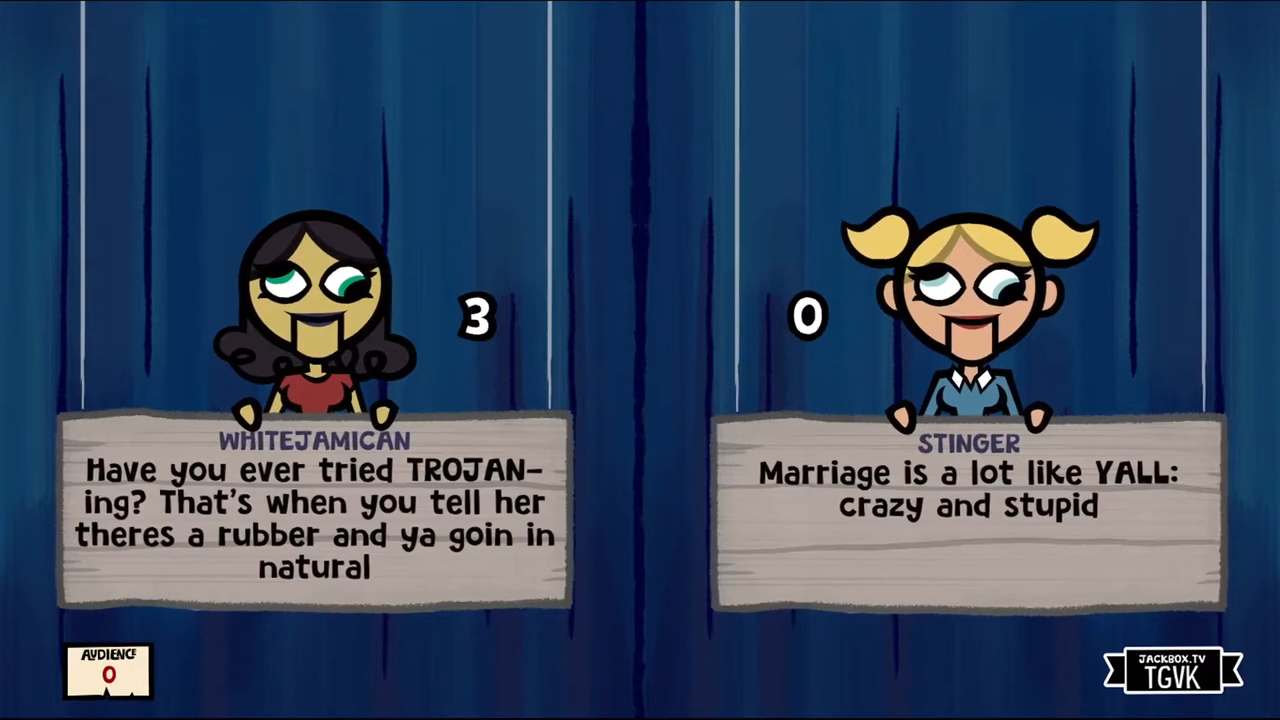 3
0
WHITEJAMICAN
Have you ever tried TROJAN-
ing? That's when you tell her
theres a rubber and ya goin in
natural
STINGER
Marriage is a lot like YALL:
crazy and stupid
AUDIENCE
0
JACKBOX.TV
TGVK